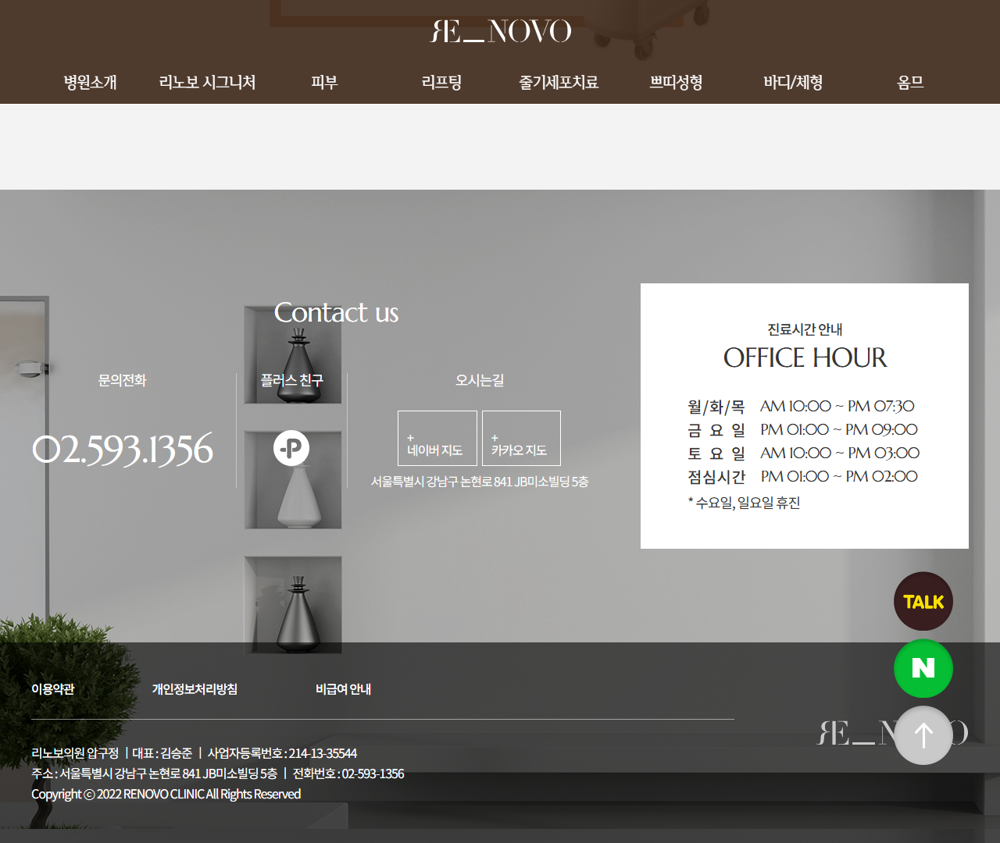 RE_NOVO
병원소개 리노보 시그니처 피부 리프팅 줄기세포치료 쁘띠성형 바디/체형 옴므
Contact us
문의전화
02.593.1356
플러스 친구
P
오시는길
+
네이버 지도
+
카카오 지도
서울특별시 강남구 논현로 841 JB미소빌딩 5층
진료시간 안내
OFFICE HOUR
월/화/목 AM 10:00 ~ PM 07:30
금 요 일 PM 01:00 ~ PM 09:00
토 요 일 AM 10:00 ~ PM 03:00
점심시간 PM 01:00 ~ PM 02:00
* 수요일, 일요일 휴진
TALK
N
이용약관 개인정보처리방침 비급여 안내
리노보의원 압구정 ㅣ대표 : 김승준 ㅣ 사업자등록번호 : 214-13-35544
주소 : 서울특별시 강남구 논현로 841 JB미소빌딩 5층 ㅣ 전화번호 : 02-593-1356
Copyright ⓒ 2022 RENOVO CLINIC All Rights Reserved